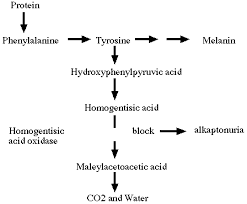 Protein
Phenylalanine Tyrosine Melanin
Hydroxyphenylpyruvic acid
Homogentisic acid
Homogentisic block alkaptonuria
acid oxidase
Maleylacetoacetic acid
CO2 and Water